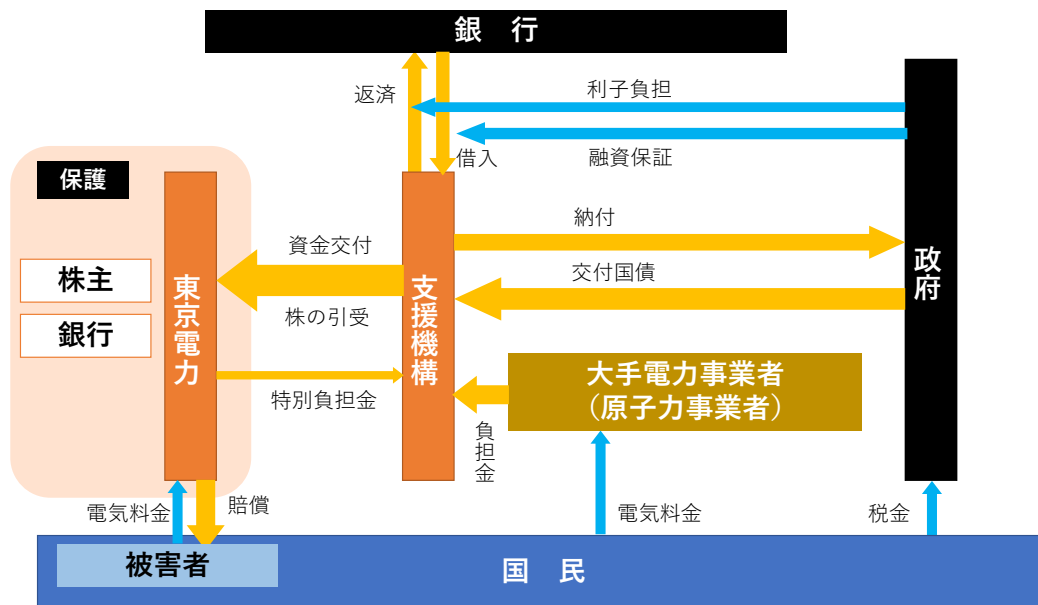 銀　行
返済
利子負担
借入
融資保証
保護
株主
銀行
東京電力
資金交付
株の引受
特別負担金
支援機構
納付
交付国債
政府
大手電力事業者
（原子力事業者）
負担金
電気料金
賠償
電気料金
税金
被害者
国　民